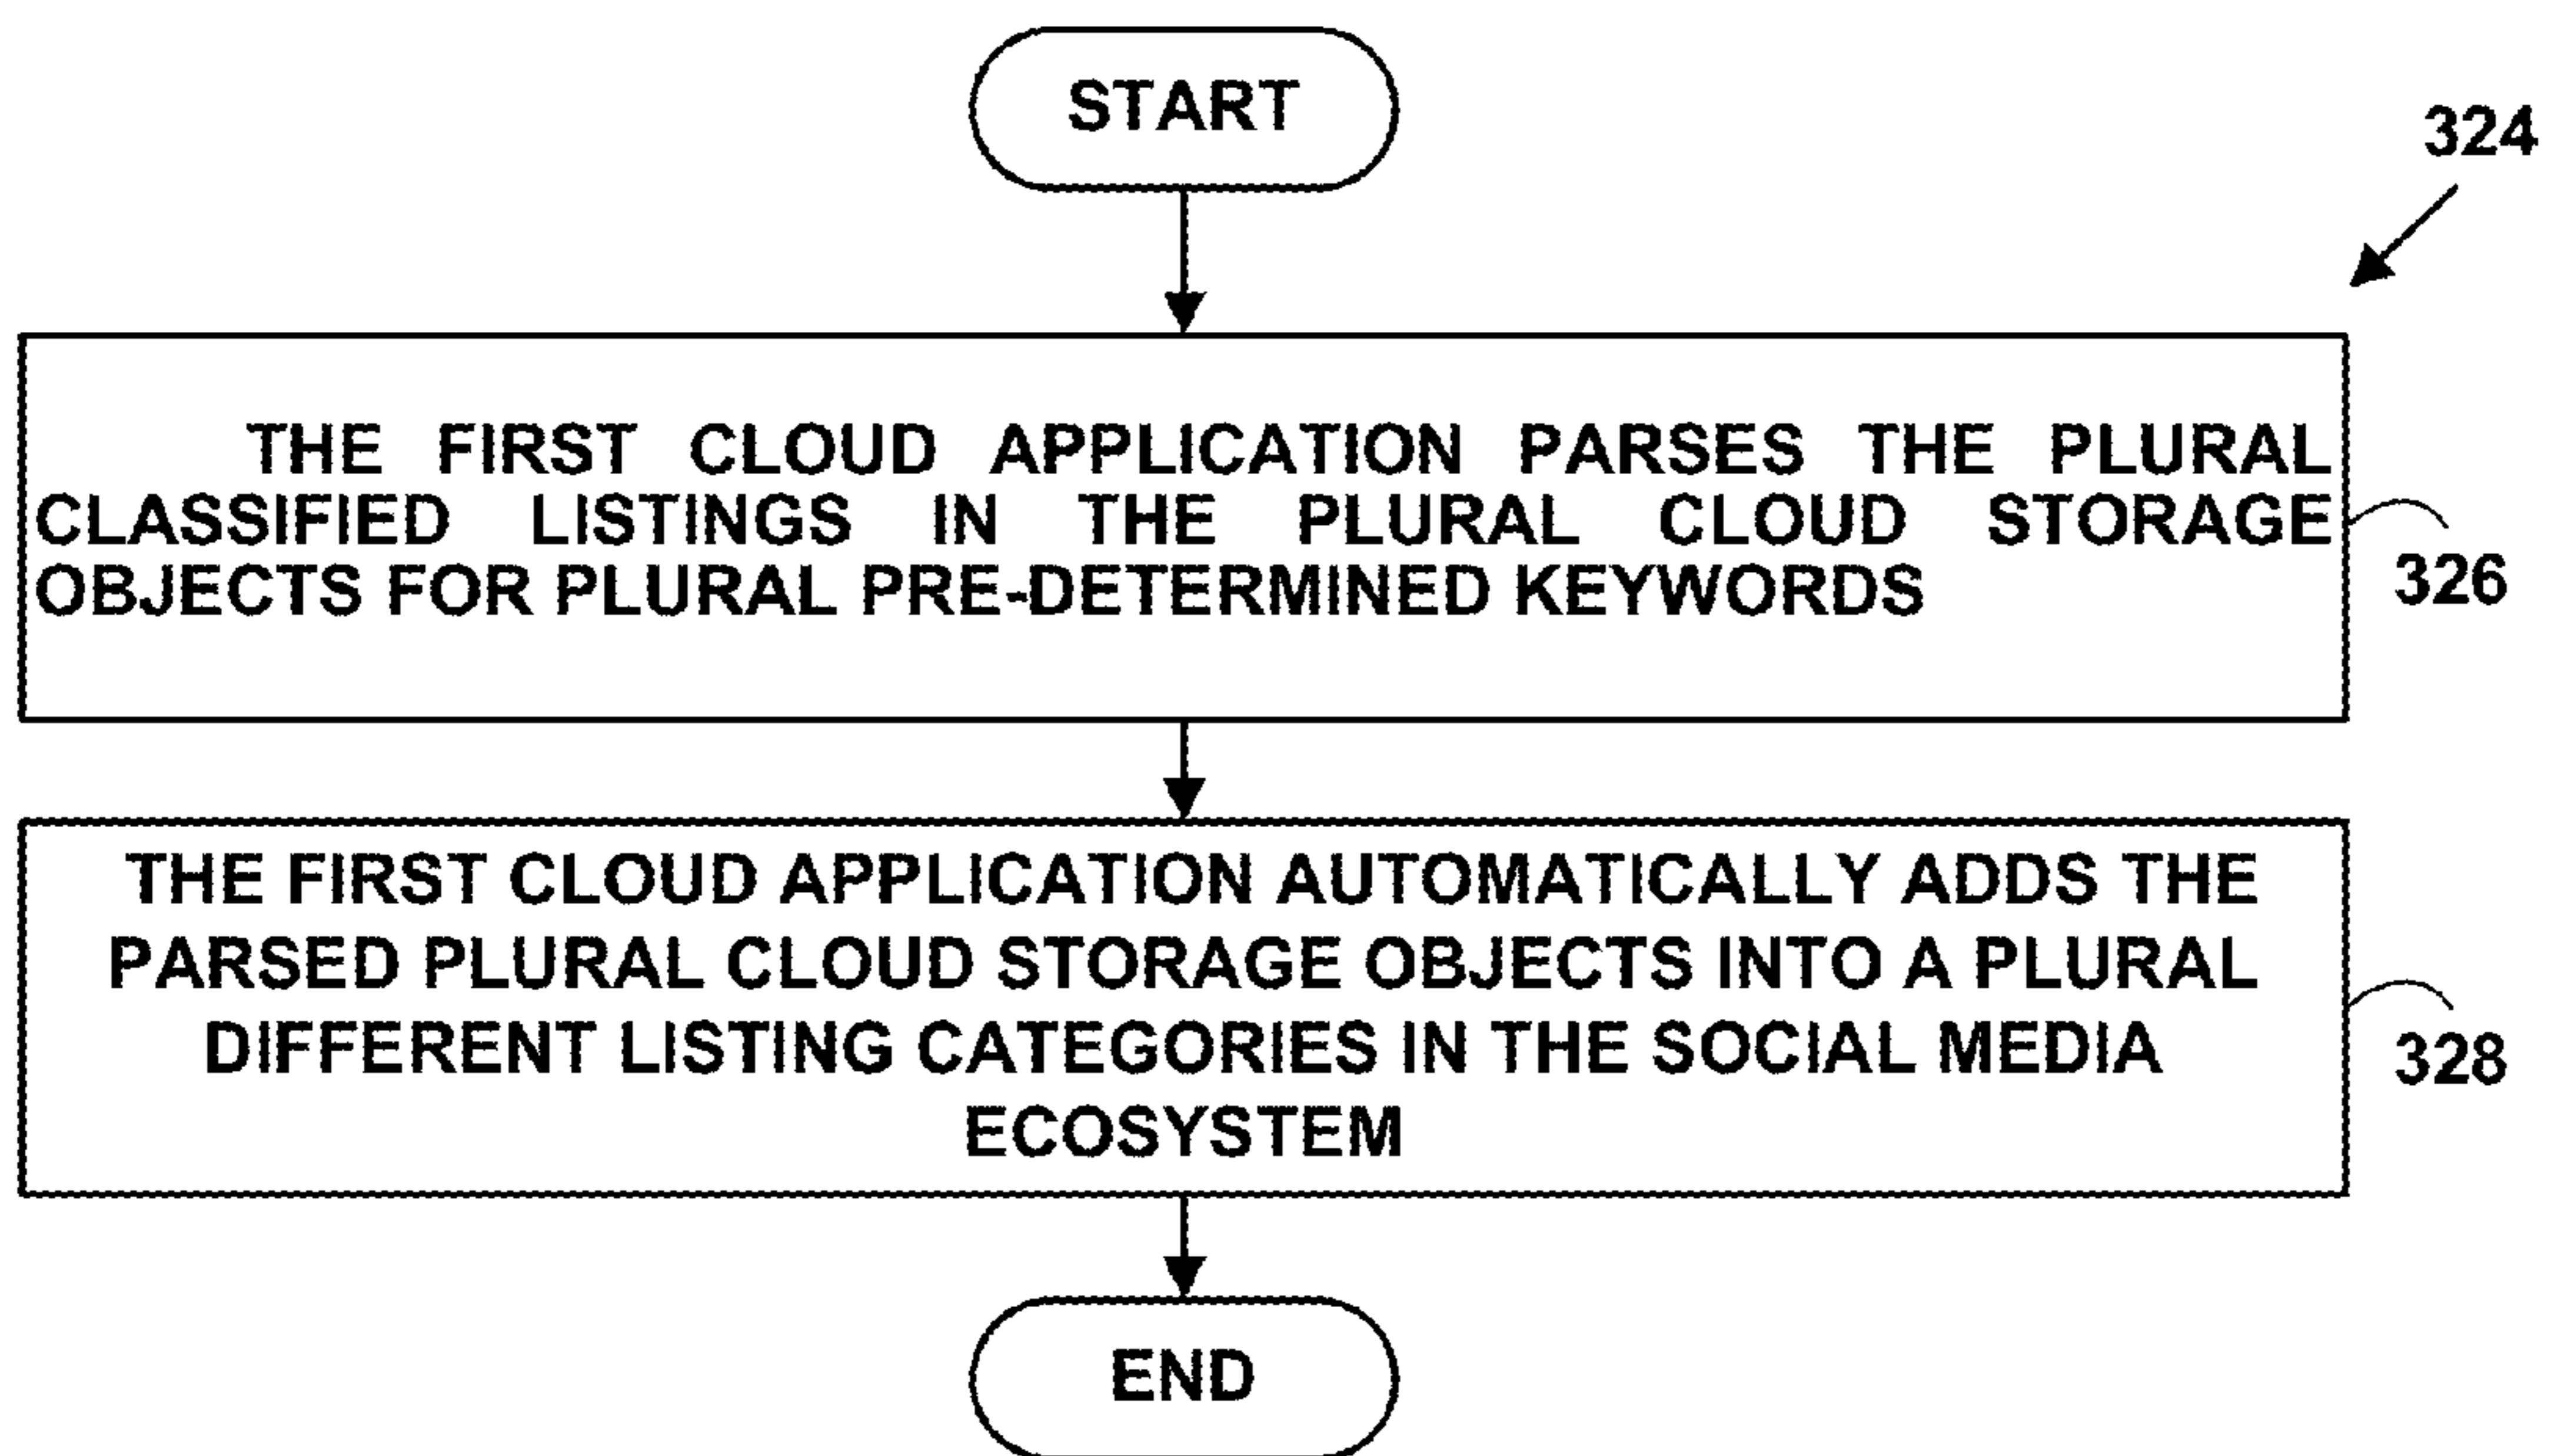 START
324
THE FIRST CLOUD APPLICATION PARSES THE PLURAL
CLASSIFIED LISTINGS IN THE PLURAL CLOUD STORAGE
OBJECTS FOR PLURAL PRE-DETERMINED KEYWORDS
326
THE FIRST CLOUD APPLICATION AUTOMATICALLY ADDS THE
PARSED PLURAL CLOUD STORAGE OBJECTS INTO A PLURAL
DIFFERENT LISTING CATEGORIES IN THE SOCIAL MEDIA
ECOSYSTEM
328
END